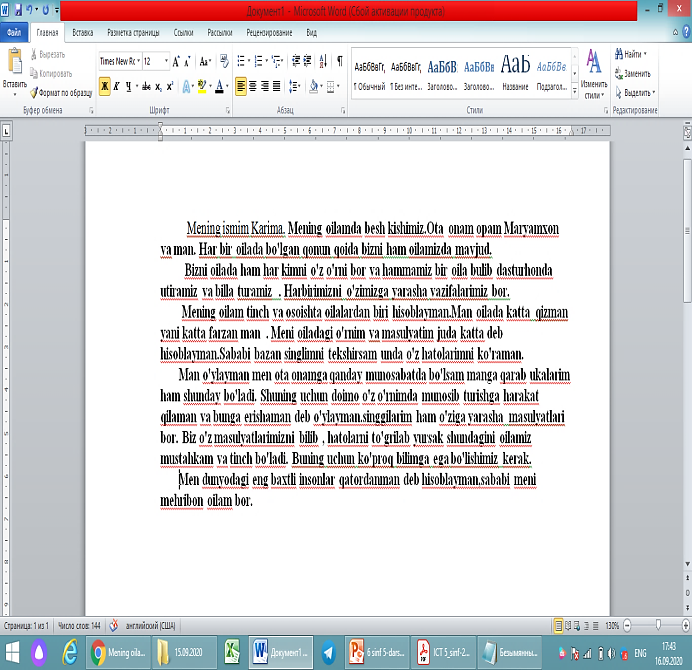 Документ1 - Microsoft Word (Сбой активации продукта)
Файл Главная Вставка Разметка страницы Ссылки Рассылки Рецензирование Вид
Вставить
Вырезать
Копировать
Формат по образцу
Буфер обмена
Times New Ro 12
Ж К Ч abc x₂ x²
Шрифт
Абзац
АаБбВвГг, АаБбВвГг, АаБбВ АаБбВв АаБ АаБбВв
¶ Обычный ¶ Без инте... Заголово... Заголово... Название Подзагол...
Стили
Изменить стили
Найти
Заменить
Выделить
Редактирование
Mening ismim Karima. Mening oilamda besh kishimiz.Ota onam opam Maryamxon
va man. Har bir oilada bo'lgan qonun qoida bizni ham oilamizda mavjud.
Bizni oilada ham har kimni o'z o'rni bor va hammamiz bir oila bulib dasturhonda
utiramiz va billa turamiz . Harbirimizni o'zimizga yarasha vazifalarimiz bor.
Mening oilam tinch va osoishta oilalardan biri hisoblayman.Man oilada katta qizman
yani katta farzan man . Meni oiladagi o'rnim va masulyatim juda katta deb
hisoblayman.Sababi bazan singlimni tekshirsam unda o'z hatolarimni ko'raman.
Man o'ylayman men ota onamga qanday munosabatda bo'lsam manga qarab ukalarim
ham shunday bo'ladi. Shuning uchun doimo o'z o'rnimda munosib turishga harakat
qilaman va bunga erishaman deb o'ylayman.singgilarim ham o'ziga yarasha masulyatlari
bor. Biz o'z masulyatlarimizni bilib , hatolarni to'grilab yursak shundagini oilamiz
mustahkam va tinch bo'ladi. Buning uchun ko'proq bilimga ega bo'lishimiz kerak.
Men dunyodagi eng baxtli insonlar qatordanman deb hisoblayman.sababi meni
mehribon oilam bor.
Страница: 1 из 1 Число слов: 144 английский (США) 130%
Mening oila... 15.09.2020 Документ1 ... 6 sinf 5-dars... ICT 5_sinf-2... Безымянны... ENG 17:43
16.09.2020